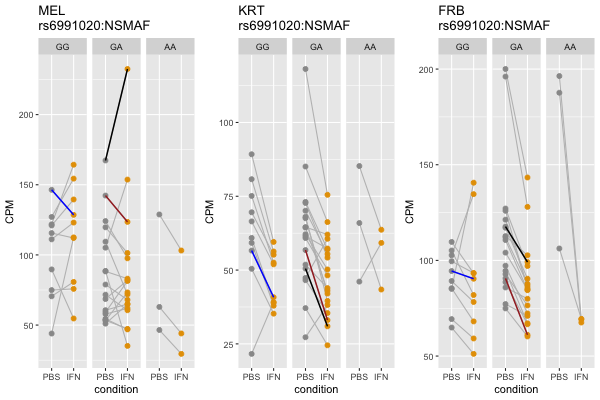 MEL
rs6991020:NSMAF
GG GA AA
CPM
200
150
100
50
PBS IFN PBS IFN PBS IFN
condition
KRT
rs6991020:NSMAF
GG GA AA
CPM
100
75
50
25
PBS IFN PBS IFN PBS IFN
condition
FRB
rs6991020:NSMAF
GG GA AA
CPM
200
150
100
50
PBS IFN PBS IFN PBS IFN
condition